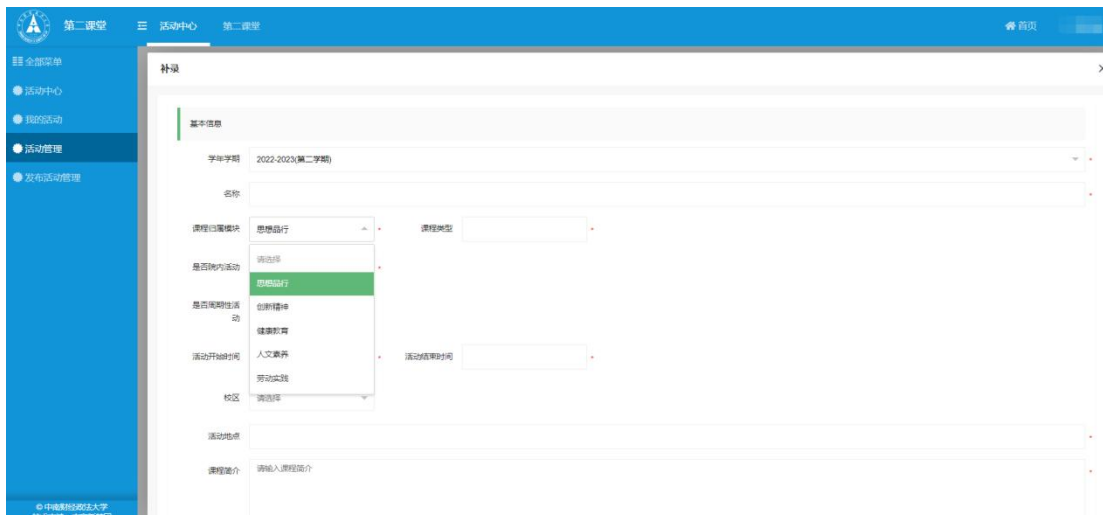 第二课堂
活动中心 第二课堂
首页
全部菜单
活动中心
我的活动
活动管理
发布活动管理
补录
基本信息
学年学期 2022-2023(第二学期)
名称
课程归属模块 思想品行 课程类型
请选择
是否院内活动
思想品行
是否周期性活
动
创新精神
健康教育
活动开始时间 人文素养 活动结束时间
劳动实践
校区 请选择
活动地点
课程简介 请输入课程简介
© 中南财经政法大学